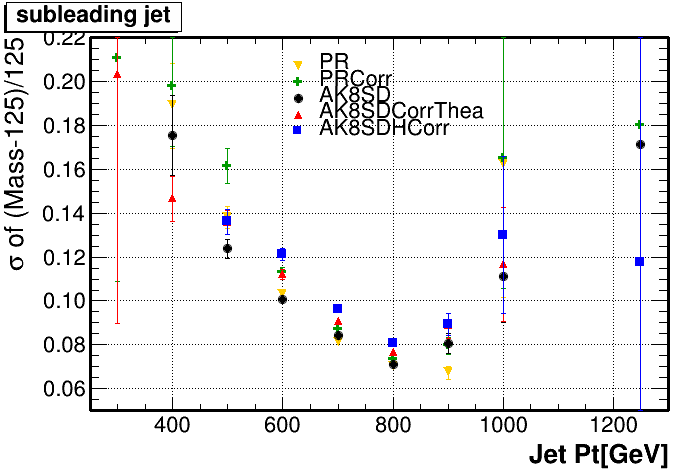 subleading jet
σ of (Mass-125)/125
0.22
0.20
0.18
0.16
0.14
0.12
0.10
0.08
0.06
PR
PRCorr
AK8SD
AK8SDCorrThea
AK8SDHCorr
400 600 800 1000 1200
Jet Pt[GeV]